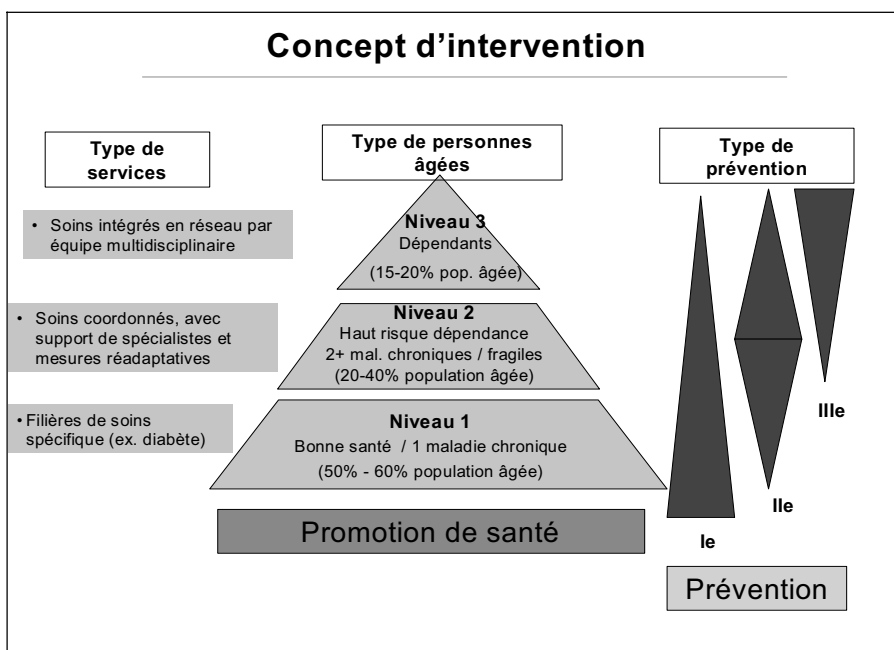 Concept d’intervention
Type de
services
Type de personnes
âgées
Type de
prévention
• Soins intégrés en réseau par
équipe multidisciplinaire
Niveau 3
Dépendants
(15-20% pop. âgée)
• Soins coordonnés, avec
support de spécialistes et
mesures réadaptatives
Niveau 2
Haut risque dépendance
2+ mal. chroniques / fragiles
(20-40% population âgée)
• Filières de soins
spécifique (ex. diabète)
Niveau 1
Bonne santé / 1 maladie chronique
(50% - 60% population âgée)
IIIe
IIe
Ie
Promotion de santé
Prévention